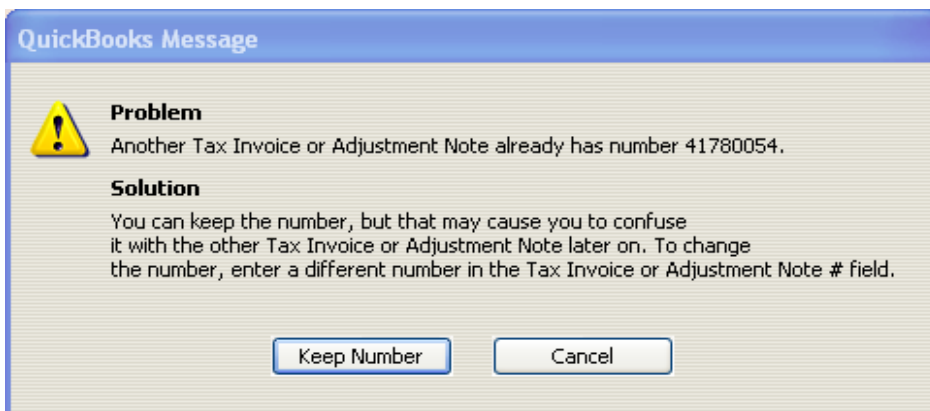 QuickBooks Message
Problem
Another Tax Invoice or Adjustment Note already has number 41780054.
Solution
You can keep the number, but that may cause you to confuse
it with the other Tax Invoice or Adjustment Note later on. To change
the number, enter a different number in the Tax Invoice or Adjustment Note # field.
Keep Number
Cancel